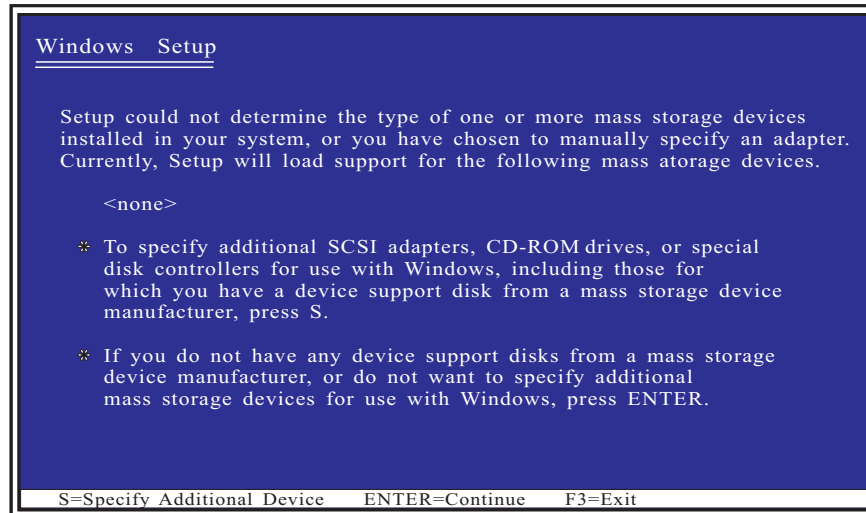 Windows Setup
Setup could not determine the type of one or more mass storage devices
installed in your system, or you have chosen to manually specify an adapter.
Currently, Setup will load support for the following mass atorage devices.
<none>
* To specify additional SCSI adapters, CD-ROM drives, or special
disk controllers for use with Windows, including those for
which you have a device support disk from a mass storage device
manufacturer, press S.
* If you do not have any device support disks from a mass storage
device manufacturer, or do not want to specify additional
mass storage devices for use with Windows, press ENTER.
S=Specify Additional Device ENTER=Continue F3=Exit